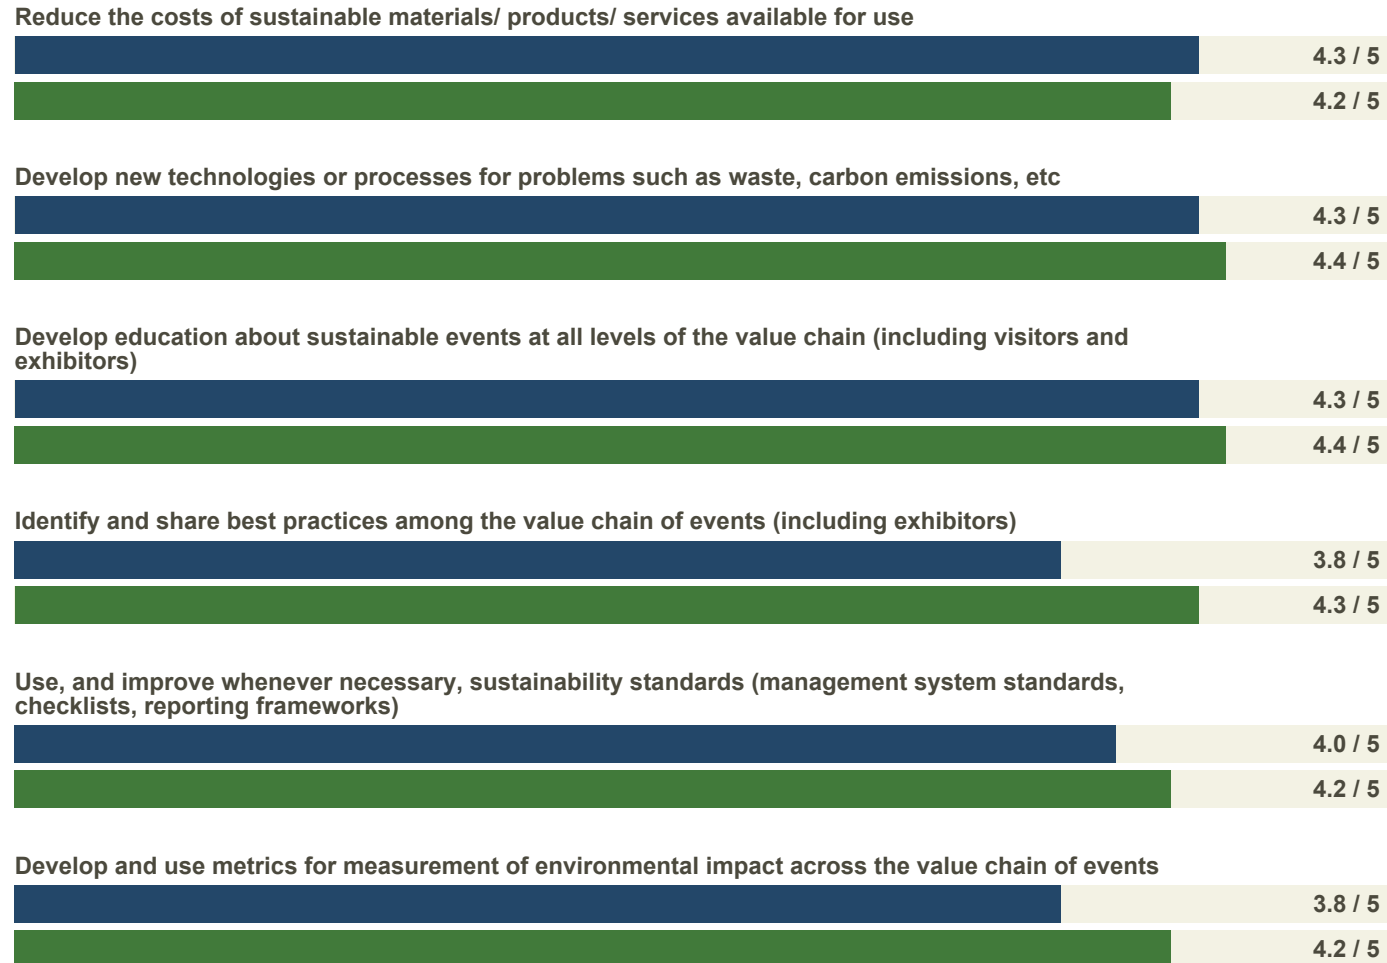 Reduce the costs of sustainable materials/ products/ services available for use
4.3 / 5
4.2 / 5
Develop new technologies or processes for problems such as waste, carbon emissions, etc
4.3 / 5
4.4 / 5
Develop education about sustainable events at all levels of the value chain (including visitors and
exhibitors)
4.3 / 5
4.4 / 5
Identify and share best practices among the value chain of events (including exhibitors)
3.8 / 5
4.3 / 5
Use, and improve whenever necessary, sustainability standards (management system standards,
checklists, reporting frameworks)
4.0 / 5
4.2 / 5
Develop and use metrics for measurement of environmental impact across the value chain of events
3.8 / 5
4.2 / 5